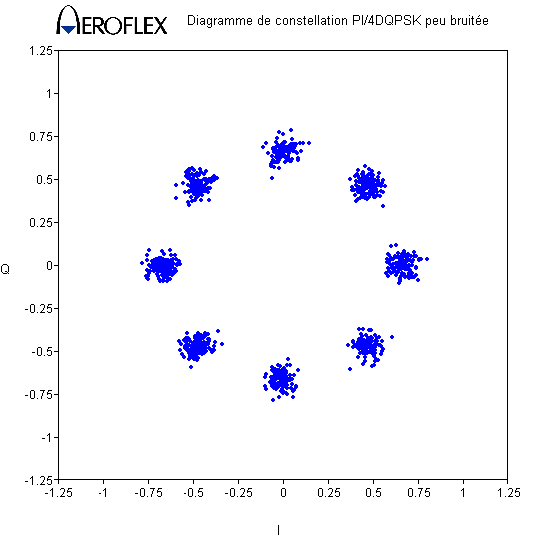 AEROFLEX
Diagramme de constellation PI/4DQPSK peu bruitée
1.25
1
0.75
0.5
0.25
0
-0.25
-0.5
-0.75
-1
-1.25
Q
-1.25 -1 -0.75 -0.5 -0.25 0 0.25 0.5 0.75 1 1.25
I